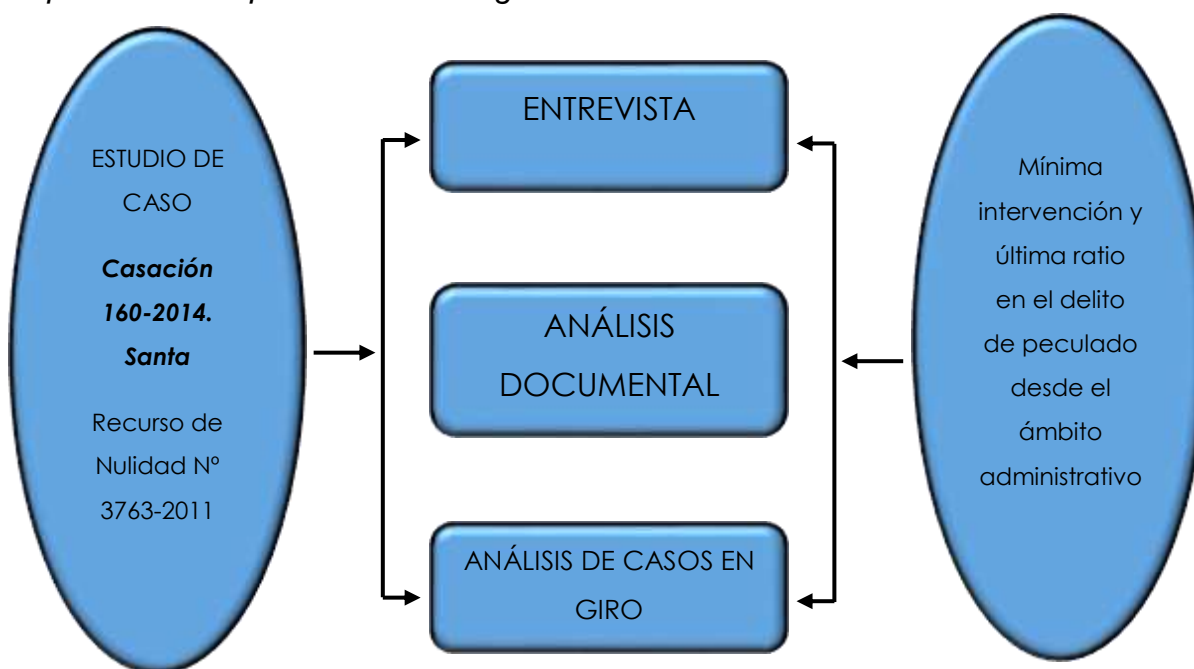 ESTUDIO DE
CASO
Casación
160-2014.
Santa
Recurso de
Nulidad Nº
3763-2011
ENTREVISTA
ANÁLISIS
DOCUMENTAL
ANÁLISIS DE CASOS EN
GIRO
Mínima
intervención y
última ratio
en el delito
de peculado
desde el
ámbito
administrativo